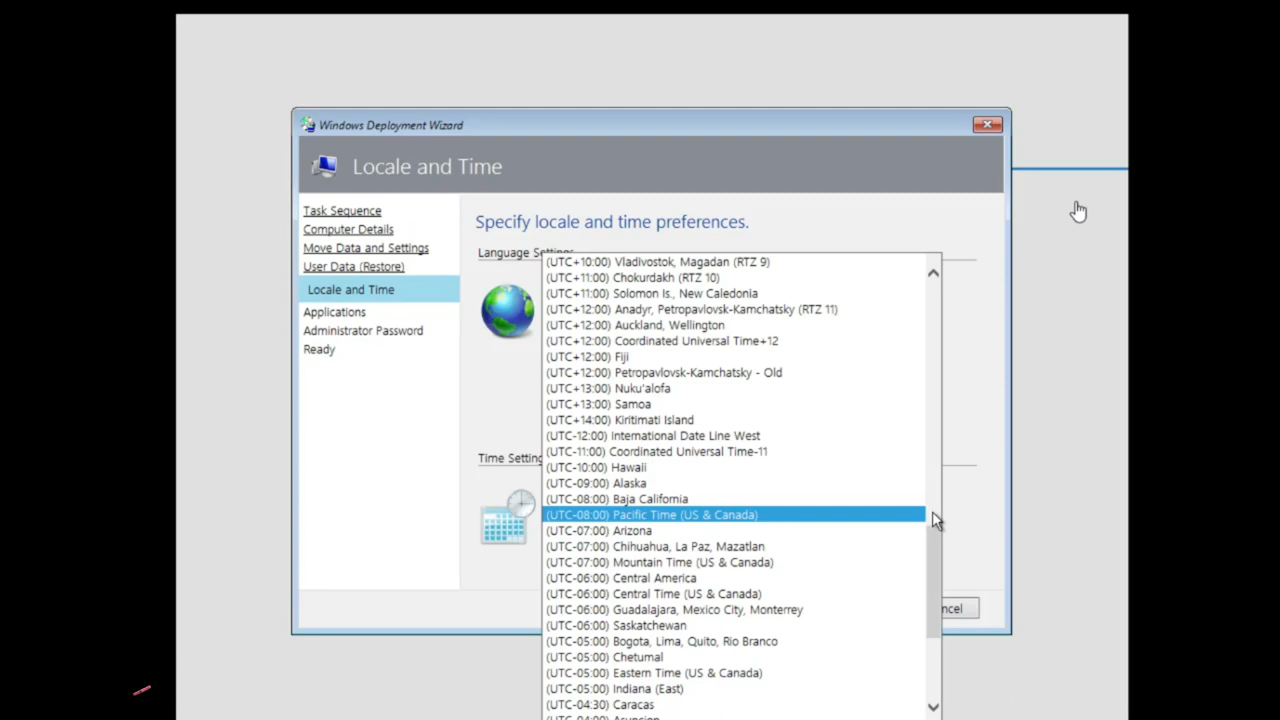 Windows Deployment Wizard
Locale and Time
Task Sequence
Computer Details
Move Data and Settings
User Data (Restore)
Locale and Time
Applications
Administrator Password
Ready
Specify locale and time preferences.
Language Settings
Time Setting
(UTC+10:00) Vladivostok, Magadan (RTZ 9)
(UTC+11:00) Chokurdakh (RTZ 10)
(UTC+11:00) Solomon Is., New Caledonia
(UTC+12:00) Anadyr, Petropavlovsk-Kamchatsky (RTZ 11)
(UTC+12:00) Auckland, Wellington
(UTC+12:00) Coordinated Universal Time+12
(UTC+12:00) Fiji
(UTC+12:00) Petropavlovsk-Kamchatsky - Old
(UTC+13:00) Nuku'alofa
(UTC+13:00) Samoa
(UTC+14:00) Kiritimati Island
(UTC-12:00) International Date Line West
(UTC-11:00) Coordinated Universal Time-11
(UTC-10:00) Hawaii
(UTC-09:00) Alaska
(UTC-08:00) Baja California
(UTC-08:00) Pacific Time (US & Canada)
(UTC-07:00) Arizona
(UTC-07:00) Chihuahua, La Paz, Mazatlan
(UTC-07:00) Mountain Time (US & Canada)
(UTC-06:00) Central America
(UTC-06:00) Central Time (US & Canada)
(UTC-06:00) Guadalajara, Mexico City, Monterrey
(UTC-06:00) Saskatchewan
(UTC-05:00) Bogota, Lima, Quito, Rio Branco
(UTC-05:00) Chetumal
(UTC-05:00) Eastern Time (US & Canada)
(UTC-05:00) Indiana (East)
(UTC-04:30) Caracas
(UTC-04:00) Asuncion
ncel